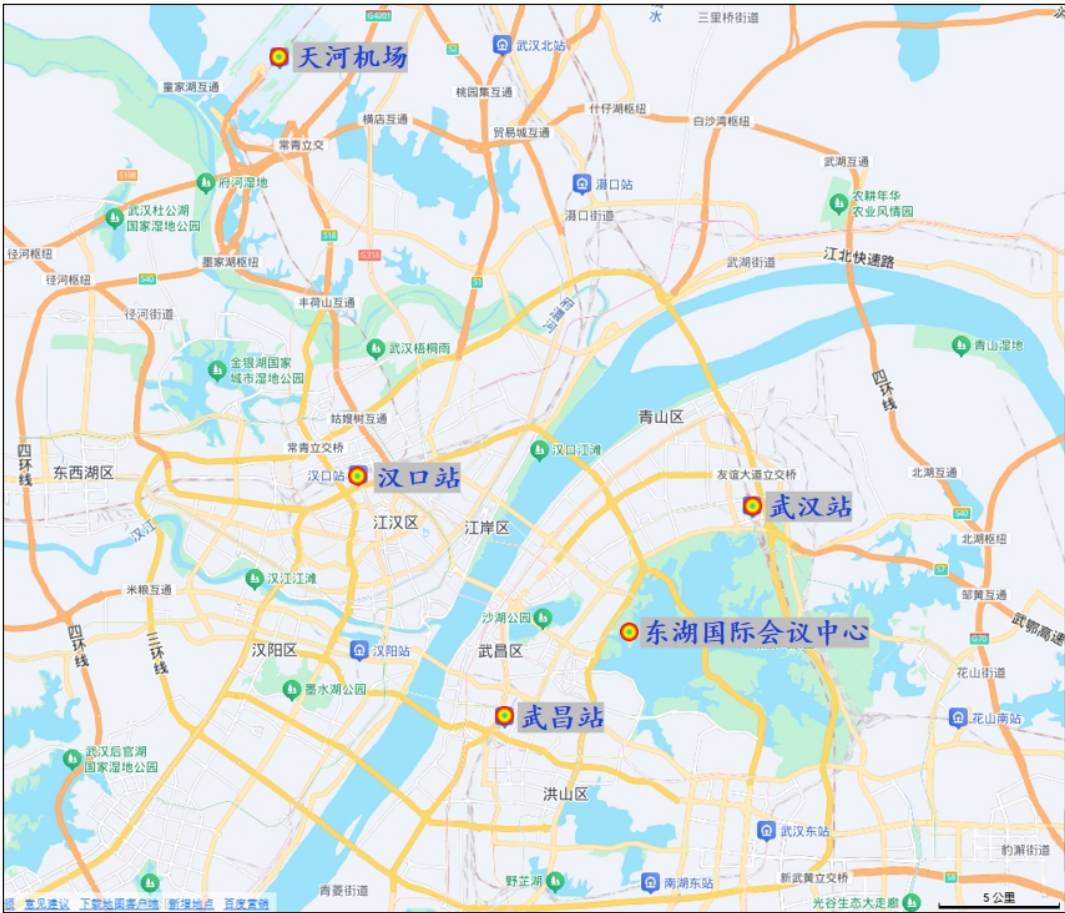 G4201
三里桥街道
天河机场
S2
武汉北站
童家湖互通
桃园集互通
什仔湖枢纽
横店互通
贸易城互通
白沙湾枢纽
常青立交
武湖互通
S108
府河湿地
滠口站
农耕年华
农业风情园
武汉杜公湖
国家湿地公园
滠口街道
S18
径河枢纽
墨家湖枢纽
G318
武湖街道
江北快速路
径河枢纽
S40
S1
丰荷山互通
府澴河
径河街道
武汉梧桐雨
青山湿地
金银湖国家
城市湿地公园
四环线
姑嫂树互通
青山区
常青立交桥
汉口江滩
四环线
东西湖区
汉口站
汉口站
友谊大道立交桥
北湖互通
武汉站
S40
江汉区
江岸区
汉江
北湖枢纽
S7
汉江江滩
米粮互通
邹黄互通
沙湖公园
武鄂高速
四环线
三环线
东湖国际会议中心
G70
汉阳区
汉阳站
武昌区
花山街道
墨水湖公园
武昌站
花山南站
武汉后官湖
国家湿地公园
洪山区
武汉东站
豹澥街道
野芷湖
南湖东站
新武黄立交
青菱街道
5 公里
意见建议 下载地图客户端 新增地点 百度营销
光谷生态大走廊